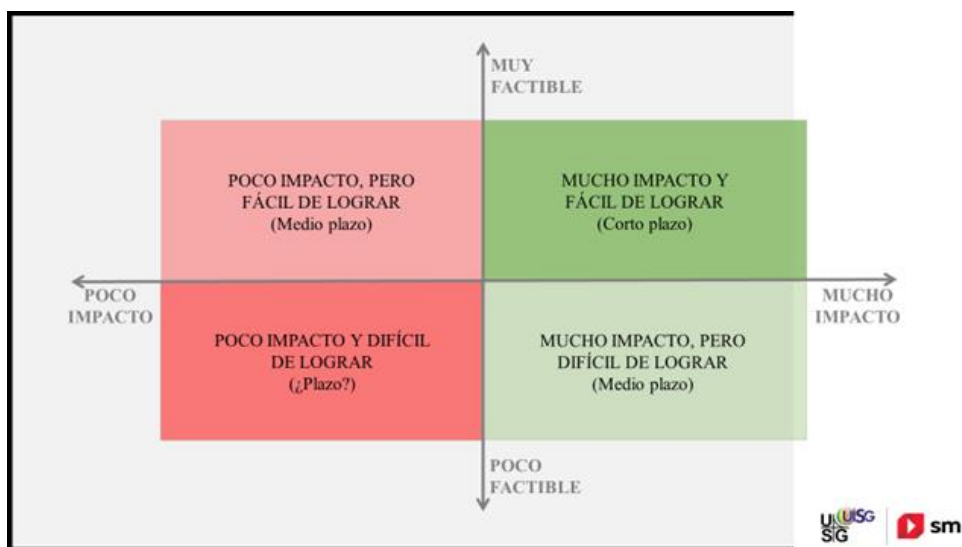 MUY
FACTIBLE
POCO IMPACTO, PERO
FÁCIL DE LOGRAR
(Medio plazo)
MUCHO IMPACTO Y
FÁCIL DE LOGRAR
(Corto plazo)
POCO
IMPACTO
MUCHO
IMPACTO
POCO IMPACTO Y DIFÍCIL
DE LOGRAR
(¿Plazo?)
MUCHO IMPACTO, PERO
DIFÍCIL DE LOGRAR
(Medio plazo)
POCO
FACTIBLE
UISG
sm